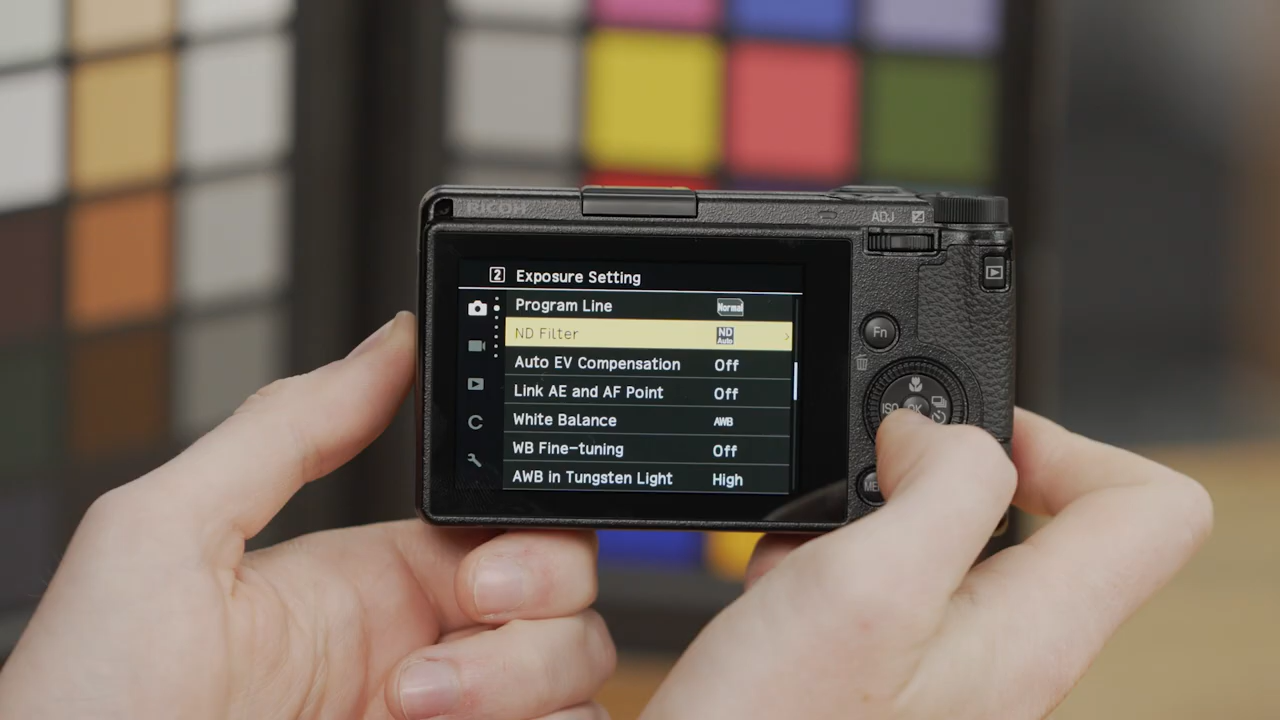 RICOH
ADJ
2 Exposure Setting
Program Line Normal
ND Filter ND Auto
Auto EV Compensation Off
Link AE and AF Point Off
White Balance AWB
WB Fine-tuning Off
AWB in Tungsten Light High
C
Fn
ISO OK
ME